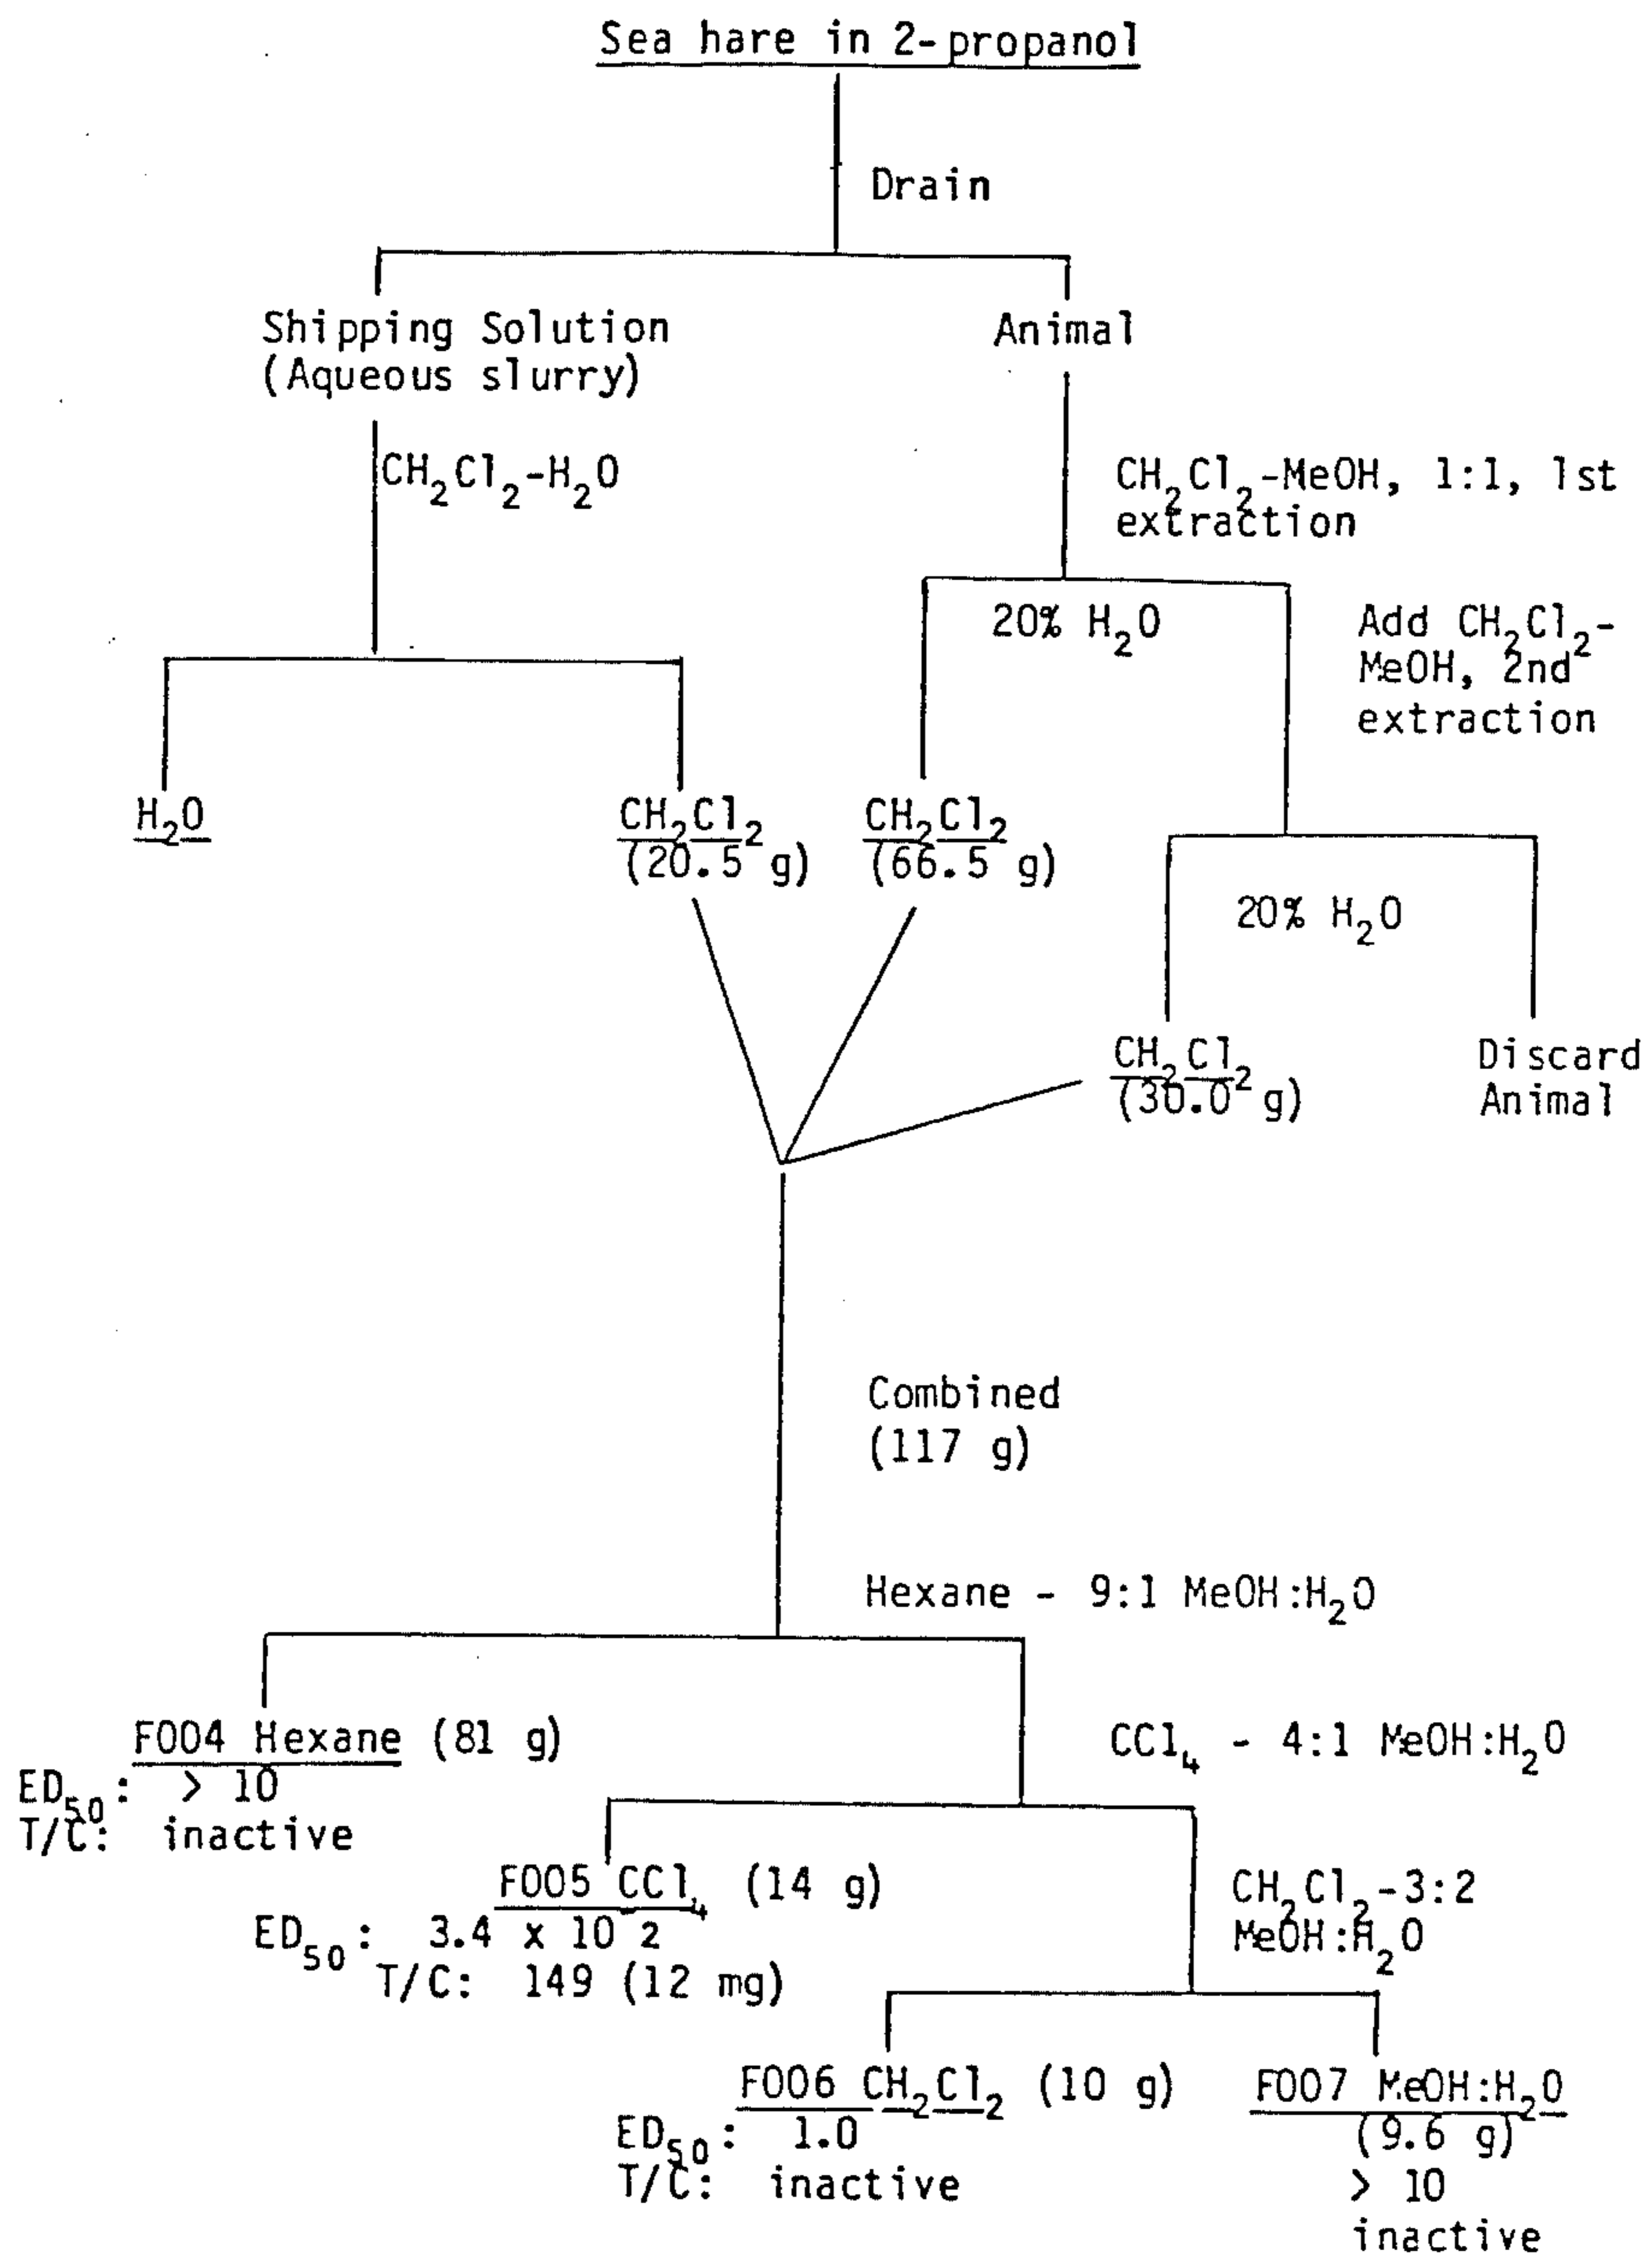 Sea hare in 2-propanol
Drain
Shipping Solution
(Aqueous slurry)
Animal
CH2Cl2-H2O
CH2Cl2-MeOH, 1:1, 1st
extraction
20% H2O
Add CH2Cl2-
MeOH, 2nd
extraction
H2O
CH2Cl2
(20.5 g)
CH2Cl2
(66.5 g)
20% H2O
CH2Cl2
(30.0 g)
Discard
Animal
Combined
(117 g)
Hexane - 9:1 MeOH:H2O
F004 Hexane (81 g)
ED50: > 10
T/C: inactive
CCl4 - 4:1 MeOH:H2O
F005 CCl4 (14 g)
ED50: 3.4 x 10 2
T/C: 149 (12 mg)
CH2Cl2-3:2
MeOH:H2O
F006 CH2Cl2 (10 g)
ED50: 1.0
T/C: inactive
F007 MeOH:H2O
(9.6 g)
> 10
inactive